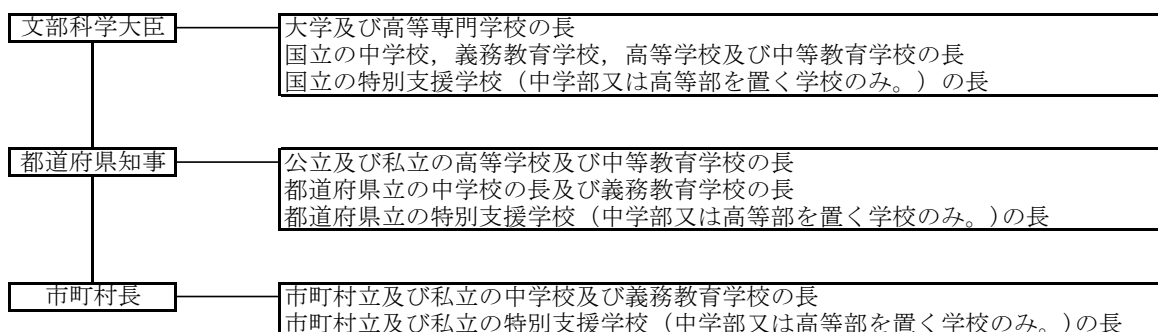 文部科学大臣
大学及び高等専門学校の長
国立の中学校，義務教育学校，高等学校及び中等教育学校の長
国立の特別支援学校（中学部又は高等部を置く学校のみ。）の長
都道府県知事
公立及び私立の高等学校及び中等教育学校の長
都道府県立の中学校の長及び義務教育学校の長
都道府県立の特別支援学校（中学部又は高等部を置く学校のみ。)の長
市町村長
市町村立及び私立の中学校及び義務教育学校の長
市町村立及び私立の特別支援学校（中学部又は高等部を置く学校のみ。)の長